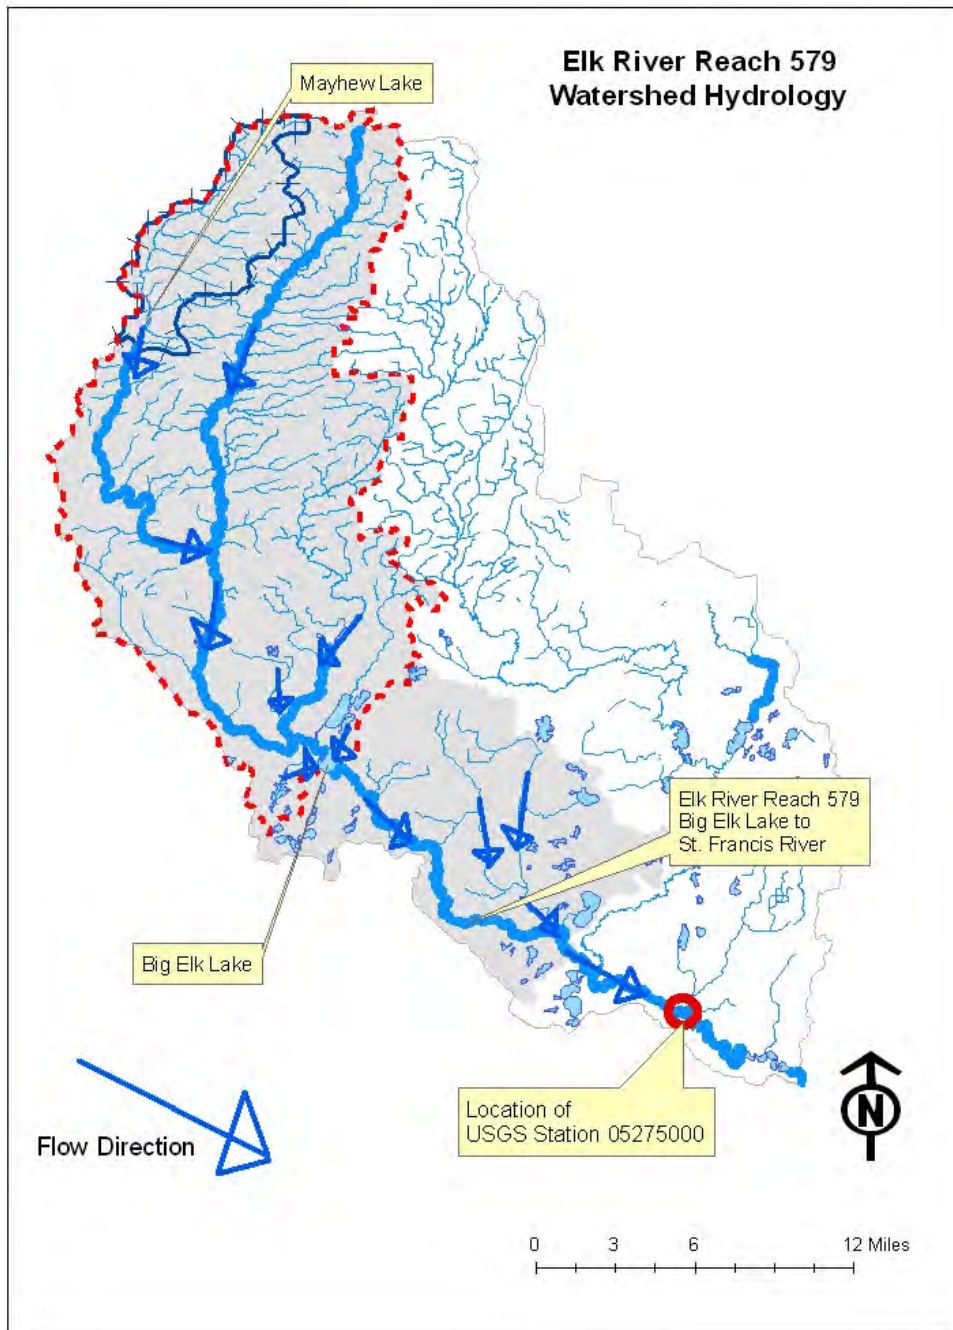 Elk River Reach 579
Watershed Hydrology
Mayhew Lake
Elk River Reach 579
Big Elk Lake to
St. Francis River
Big Elk Lake
Location of
USGS Station 05275000
N
Flow Direction
0 3 6 12 Miles